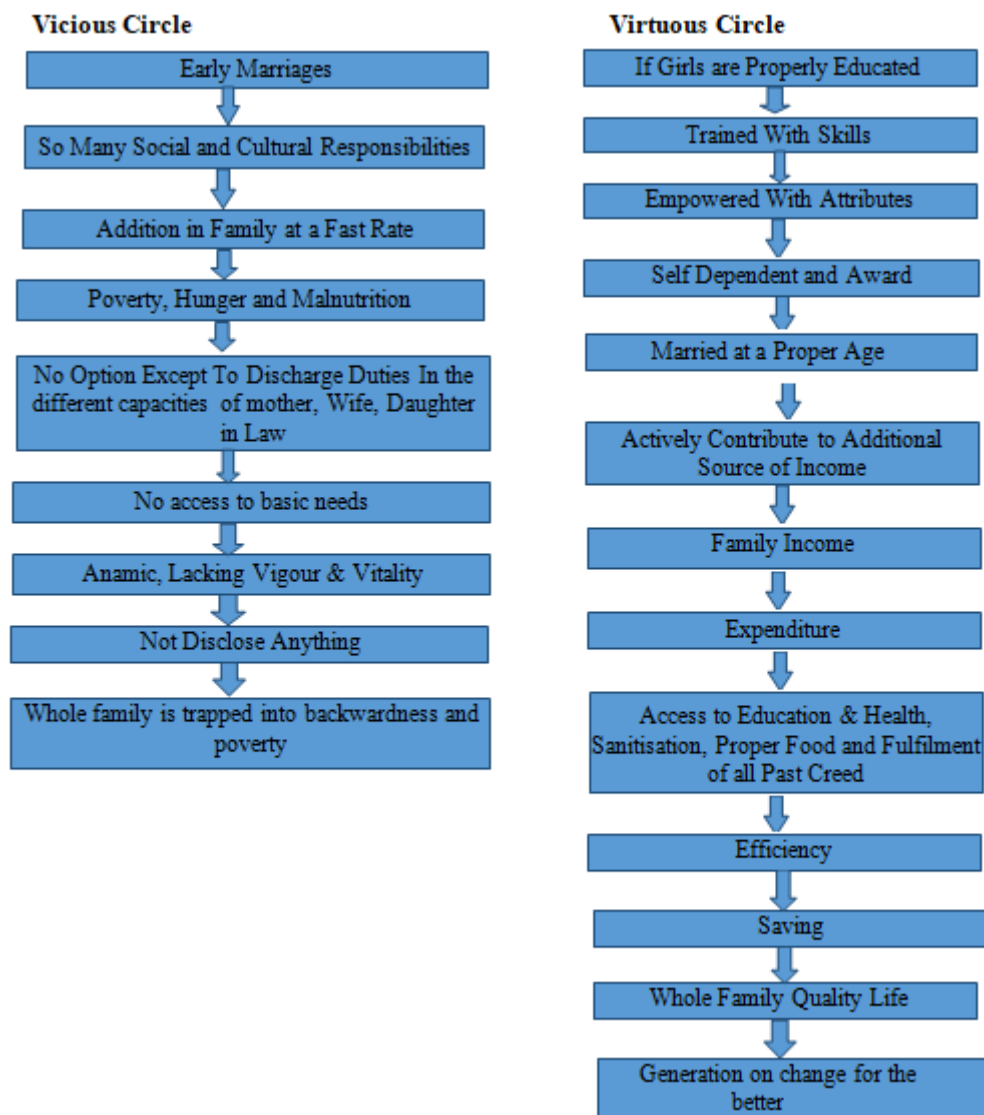 Vicious Circle
Early Marriages
So Many Social and Cultural Responsibilities
Addition in Family at a Fast Rate
Poverty, Hunger and Malnutrition
No Option Except To Discharge Duties In the
different capacities of mother, Wife, Daughter
in Law
No access to basic needs
Anamic, Lacking Vigour & Vitality
Not Disclose Anything
Whole family is trapped into backwardness and
poverty
Virtuous Circle
If Girls are Properly Educated
Trained With Skills
Empowered With Attributes
Self Dependent and Award
Married at a Proper Age
Actively Contribute to Additional
Source of Income
Family Income
Expenditure
Access to Education & Health,
Sanitisation, Proper Food and Fulfilment
of all Past Creed
Efficiency
Saving
Whole Family Quality Life
Generation on change for the
better